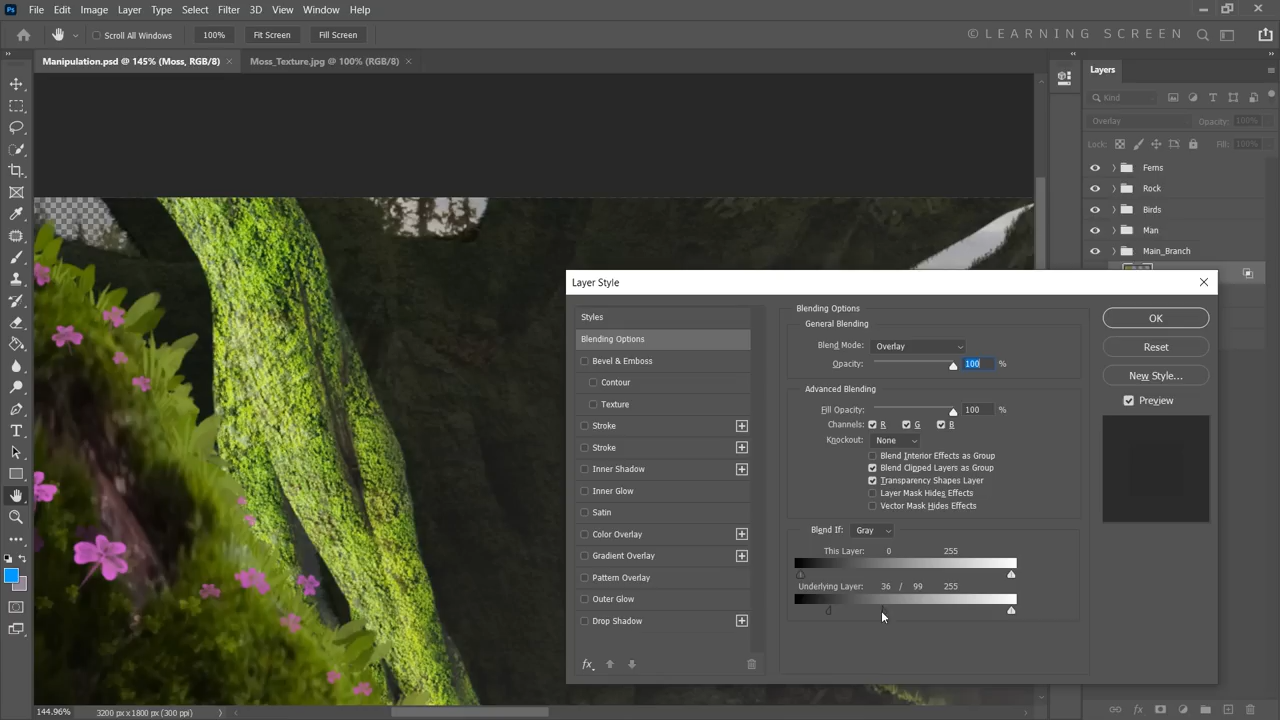 Ps File Edit Image Layer Type Select Filter 3D View Window Help
Scroll All Windows 100% Fit Screen Fill Screen © LEARNING SCREEN
Manipulation.psd @ 145% (Moss, RGB/8) × Moss_Texture.jpg @ 100% (RGB/8) ×
Layers
Kind
Overlay Opacity: 100%
Lock: Fill: 100%
Ferns
Rock
Birds
Man
Main_Branch
Layer Style
Styles
Blending Options
Bevel & Emboss
Contour
Texture
Stroke
Stroke
Inner Shadow
Inner Glow
Satin
Color Overlay
Gradient Overlay
Pattern Overlay
Outer Glow
Drop Shadow
fx
Blending Options
General Blending
Blend Mode: Overlay
Opacity: 100 %
Advanced Blending
Fill Opacity: 100 %
Channels: R G B
Knockout: None
Blend Interior Effects as Group
Blend Clipped Layers as Group
Transparency Shapes Layer
Layer Mask Hides Effects
Vector Mask Hides Effects
Blend If: Gray
This Layer: 0 255
Underlying Layer: 36 / 99 255
OK
Reset
New Style...
Preview
144.96% 3200 px x 1800 px (300 ppi)
fx